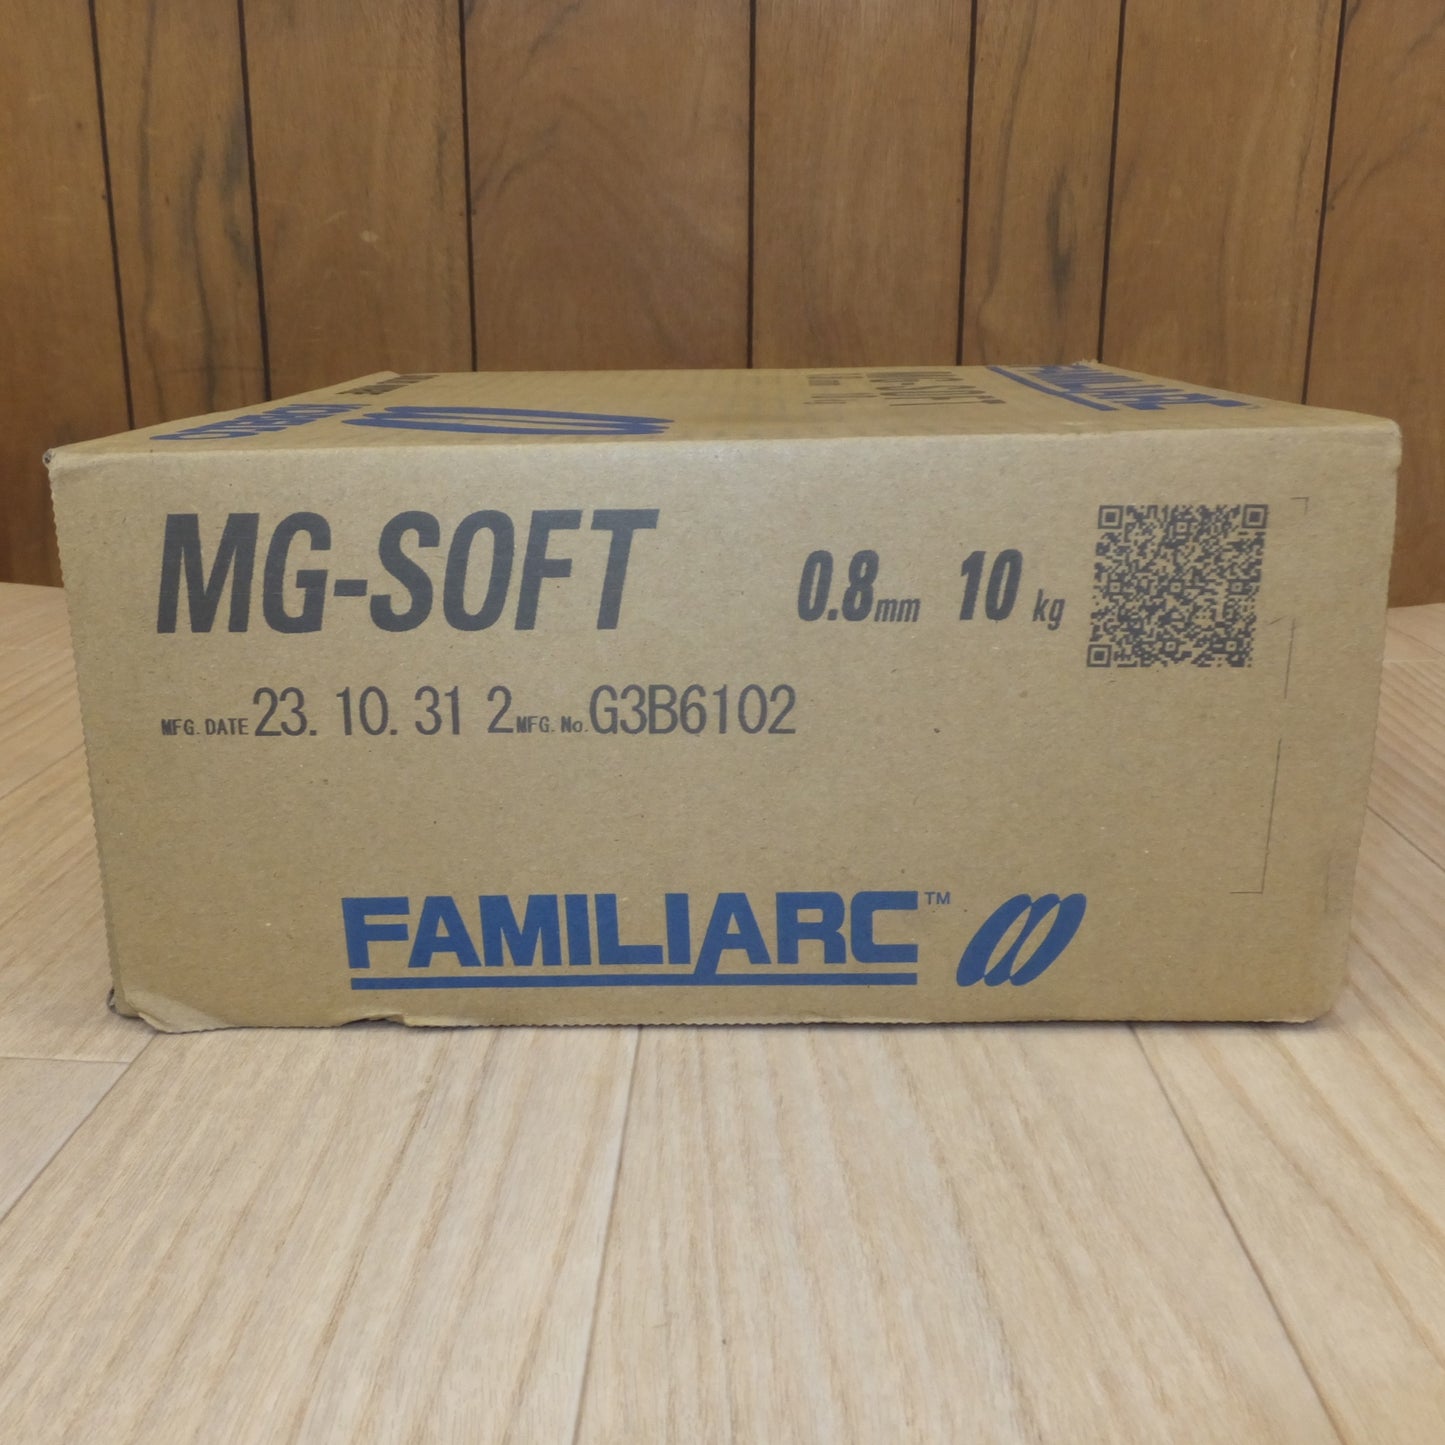 MG-SOFT 0.8mm 10 kg
MFG. DATE 23. 10. 31 2 MFG. No. G3B6102
FAMILIARC™